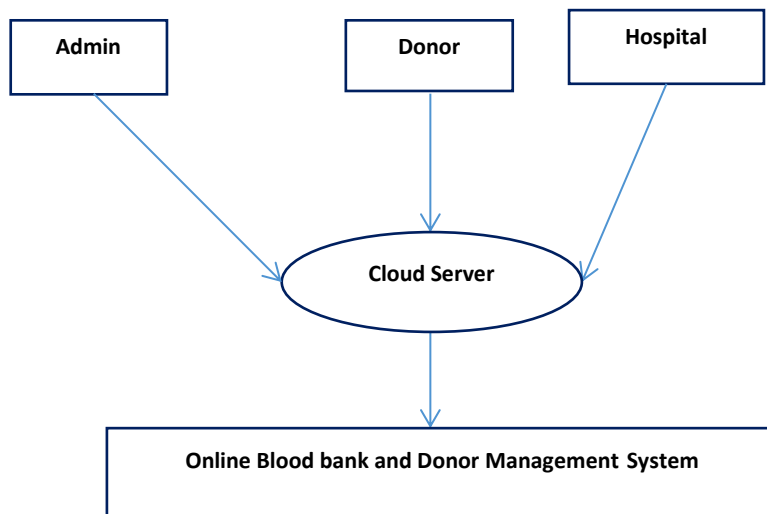 Admin
Donor
Hospital
Cloud Server
Online Blood bank and Donor Management System